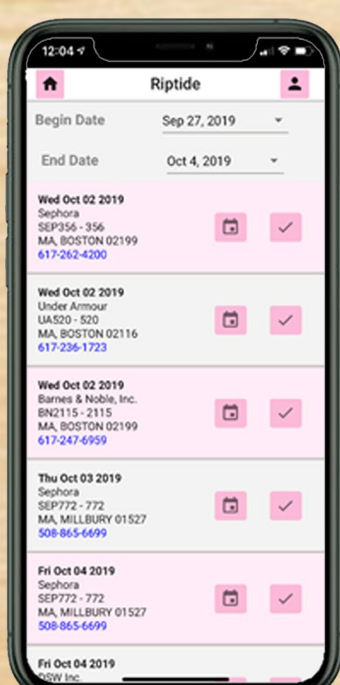 12:04
Riptide
Begin Date Sep 27, 2019
End Date Oct 4, 2019
Wed Oct 02 2019
Sephora
SEP356 - 356
MA, BOSTON 02199
617-262-4200
Wed Oct 02 2019
Under Armour
UA520 - 520
MA, BOSTON 02116
617-236-1723
Wed Oct 02 2019
Barnes & Noble, Inc.
BN2115 - 2115
MA, BOSTON 02199
617-247-6959
Thu Oct 03 2019
Sephora
SEP772 - 772
MA, MILLBURY 01527
508-865-6699
Fri Oct 04 2019
Sephora
SEP772 - 772
MA, MILLBURY 01527
508-865-6699
Fri Oct 04 2019
DSW Inc.